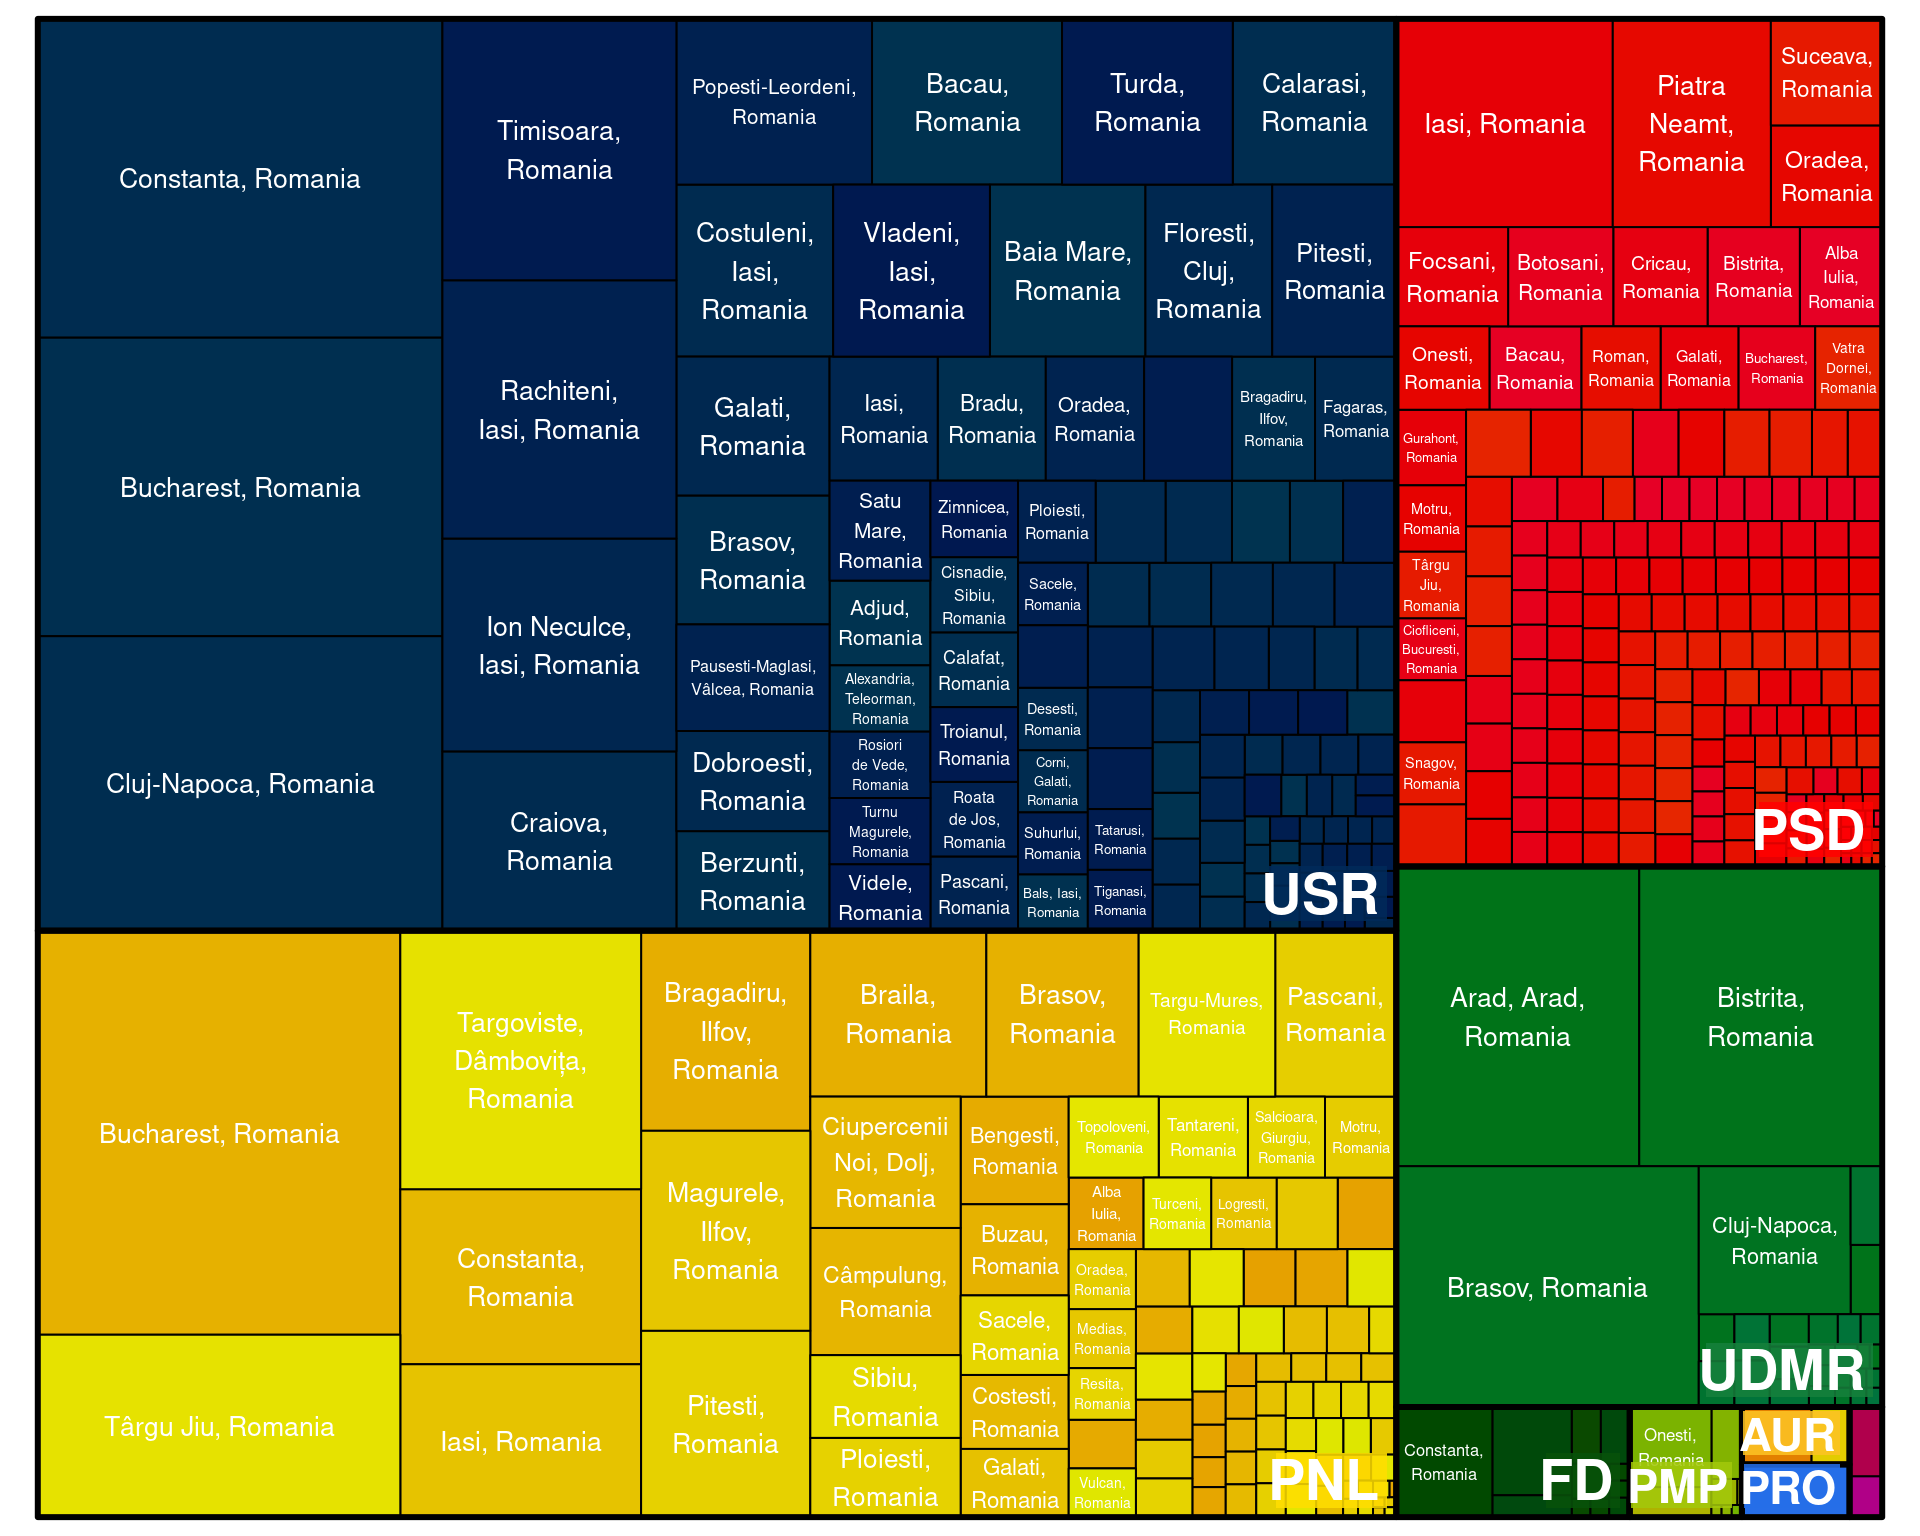 Constanta, Romania
Bucharest, Romania
Cluj-Napoca, Romania
Timisoara,
Romania
Rachiteni,
Iasi, Romania
Ion Neculce,
Iasi, Romania
Craiova,
Romania
Popesti-Leordeni,
Romania
Bacau,
Romania
Turda,
Romania
Calarasi,
Romania
Costuleni,
Iasi,
Romania
Vladeni,
Iasi,
Romania
Baia Mare,
Romania
Floresti,
Cluj,
Romania
Pitesti,
Romania
Galati,
Romania
Brasov,
Romania
Pausesti-Maglasi,
Vâlcea, Romania
Dobroesti,
Romania
Berzunti,
Romania
Iasi,
Romania
Bradu,
Romania
Oradea,
Romania
Bragadiru,
Ilfov,
Romania
Fagaras,
Romania
Satu
Mare,
Romania
Adjud,
Romania
Alexandria,
Teleorman,
Romania
Rosiori
de Vede,
Romania
Turnu
Magurele,
Romania
Videle,
Romania
Zimnicea,
Romania
Cisnadie,
Sibiu,
Romania
Calafat,
Romania
Troianul,
Romania
Roata
de Jos,
Romania
Pascani,
Romania
Ploiesti,
Romania
Sacele,
Romania
Desesti,
Romania
Corni,
Galati,
Romania
Suhurlui,
Romania
Bals, Iasi,
Romania
Tatarusi,
Romania
Tiganasi,
Romania
USR
Iasi, Romania
Piatra
Neamt,
Romania
Suceava,
Romania
Oradea,
Romania
Focsani,
Romania
Botosani,
Romania
Cricau,
Romania
Bistrita,
Romania
Alba
Iulia,
Romania
Onesti,
Romania
Bacau,
Romania
Roman,
Romania
Galati,
Romania
Bucharest,
Romania
Vatra
Dornei,
Romania
Gurahont,
Romania
Motru,
Romania
Târgu
Jiu,
Romania
Ciofliceni,
Bucuresti,
Romania
Snagov,
Romania
PSD
Bucharest, Romania
Târgu Jiu, Romania
Targoviste,
Dâmbovița,
Romania
Constanta,
Romania
Iasi, Romania
Bragadiru,
Ilfov,
Romania
Magurele,
Ilfov,
Romania
Pitesti,
Romania
Braila,
Romania
Brasov,
Romania
Targu-Mures,
Romania
Pascani,
Romania
Ciupercenii
Noi, Dolj,
Romania
Câmpulung,
Romania
Sibiu,
Romania
Ploiesti,
Romania
Bengesti,
Romania
Buzau,
Romania
Sacele,
Romania
Costesti,
Romania
Galati,
Romania
Topoloveni,
Romania
Tantareni,
Romania
Salcioara,
Giurgiu,
Romania
Motru,
Romania
Alba
Iulia,
Romania
Turceni,
Romania
Logresti,
Romania
Oradea,
Romania
Medias,
Romania
Resita,
Romania
Vulcan,
Romania
PNL
Arad, Arad,
Romania
Bistrita,
Romania
Brasov, Romania
Cluj-Napoca,
Romania
UDMR
Constanta,
Romania
FD
Onesti,
Romania
PMP
AUR
PRO